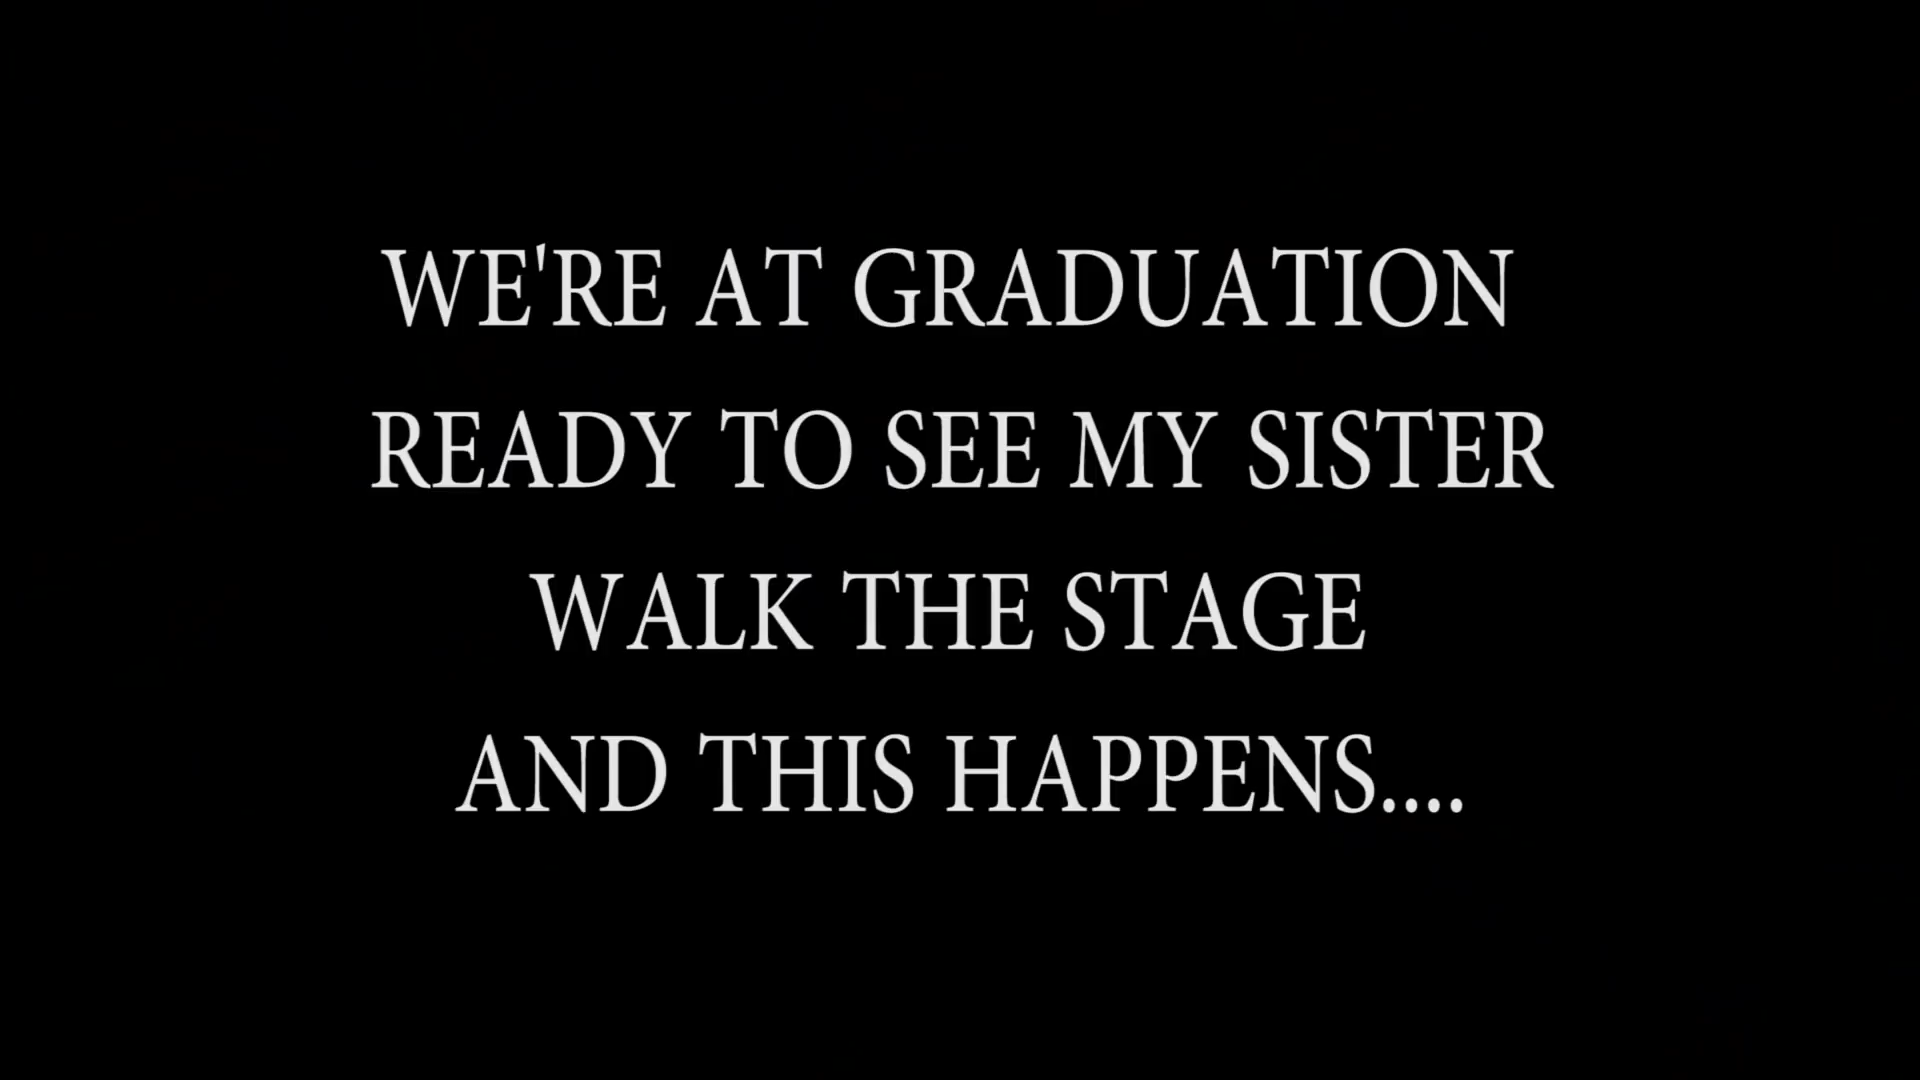 WE'RE AT GRADUATION
READY TO SEE MY SISTER
WALK THE STAGE
AND THIS HAPPENS....